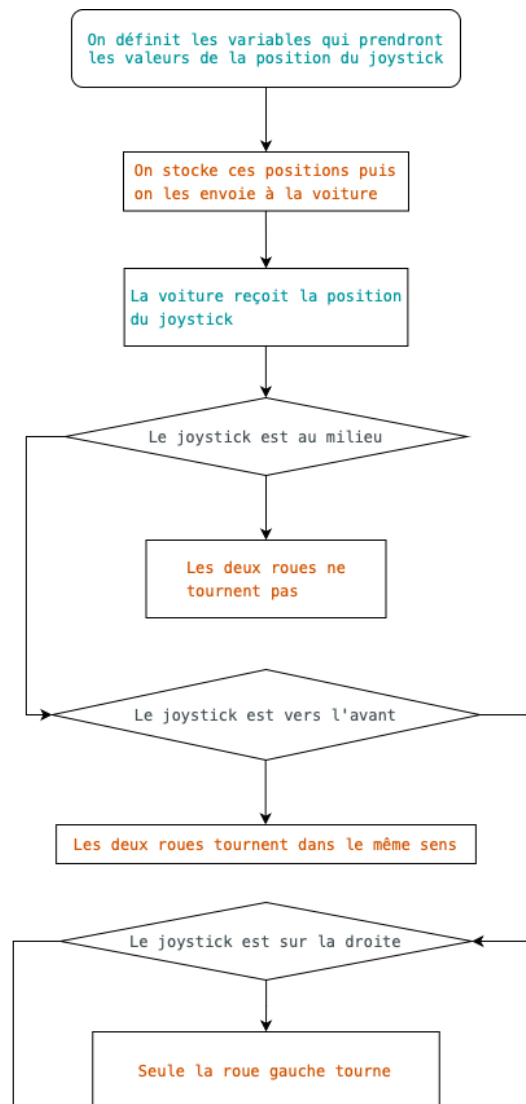 On définit les variables qui prendront
les valeurs de la position du joystick
On stocke ces positions puis
on les envoie à la voiture
La voiture reçoit la position
du joystick
Le joystick est au milieu
Les deux roues ne
tournent pas
Le joystick est vers l'avant
Les deux roues tournent dans le même sens
Le joystick est sur la droite
Seule la roue gauche tourne